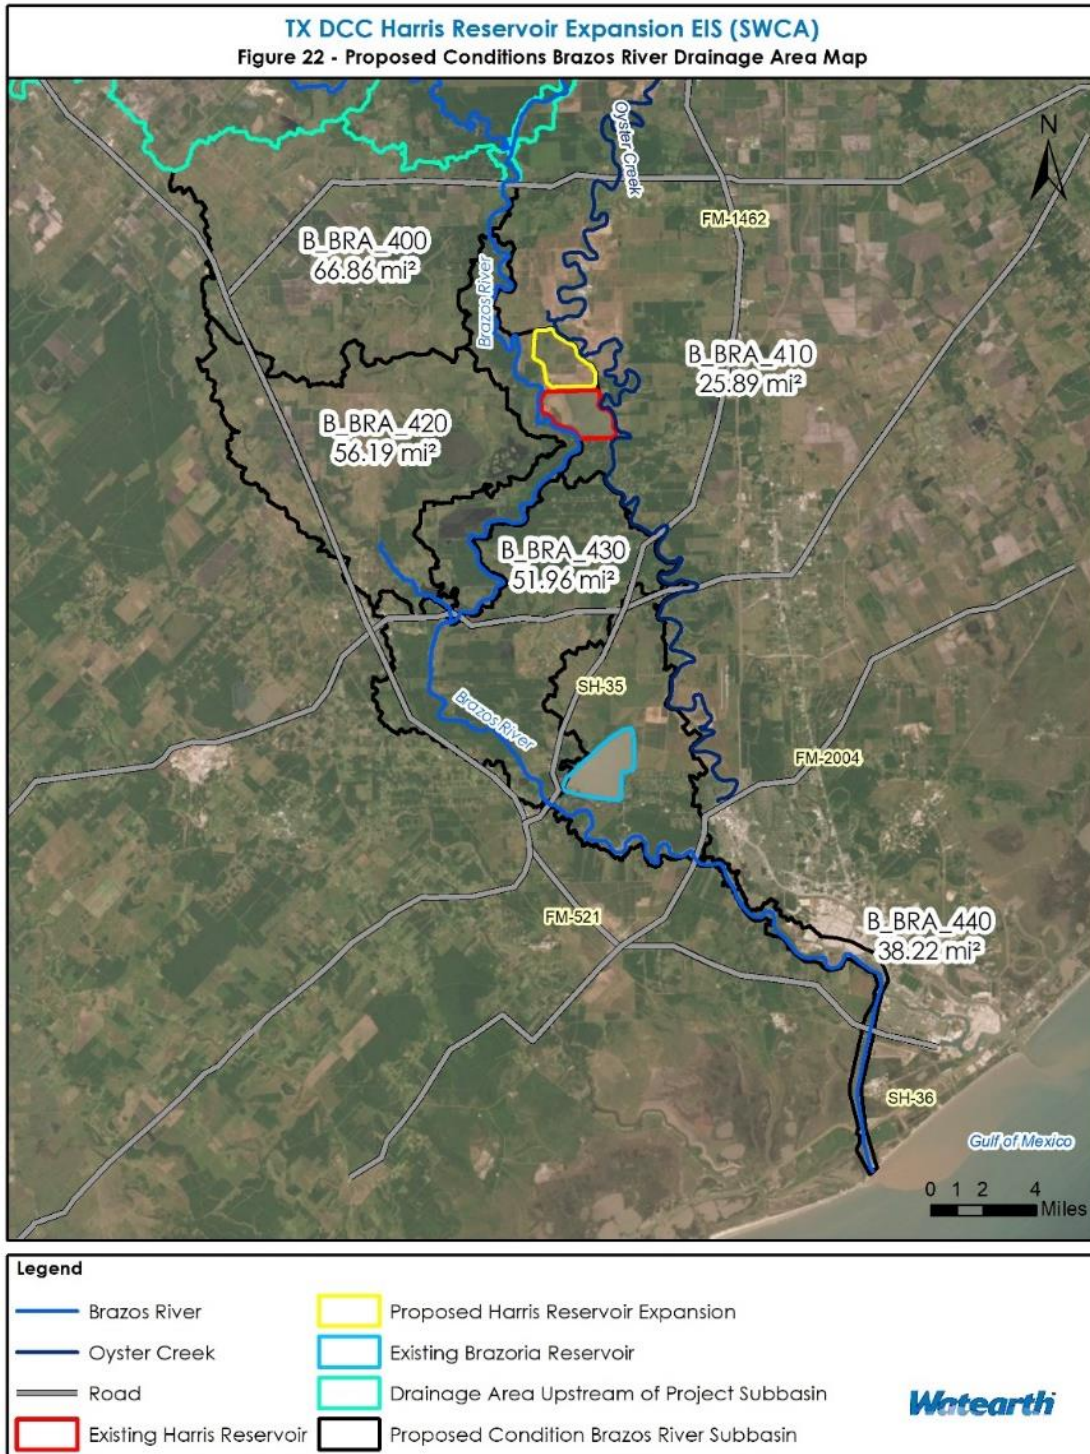 TX DCC Harris Reservoir Expansion EIS (SWCA)
Figure 22 - Proposed Conditions Brazos River Drainage Area Map
Oyster Creek
N
FM-1462
B_BRA_400
66.86 mi²
Brazos River
B_BRA_410
25.89 mi²
B_BRA_420
56.19 mi²
B_BRA_430
51.96 mi²
SH-35
Brazos River
FM-2004
FM-521
B_BRA_440
38.22 mi²
SH-36
Gulf of Mexico
0 1 2 4
Miles
Legend
Brazos River
Oyster Creek
Road
Existing Harris Reservoir
Proposed Harris Reservoir Expansion
Existing Brazoria Reservoir
Drainage Area Upstream of Project Subbasin
Proposed Condition Brazos River Subbasin
Watearth